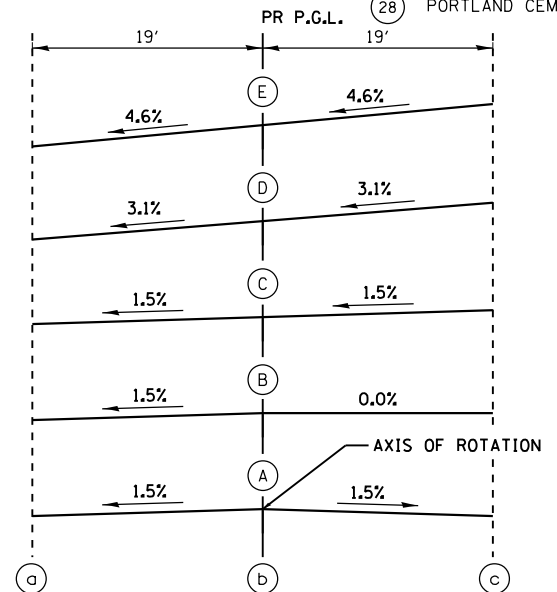 28 PORTLAND CEM
PR P.G.L.
19' 19'
E
4.6% 4.6%
D
3.1% 3.1%
C
1.5% 1.5%
B
1.5% 0.0%
AXIS OF ROTATION
A
1.5% 1.5%
a b c